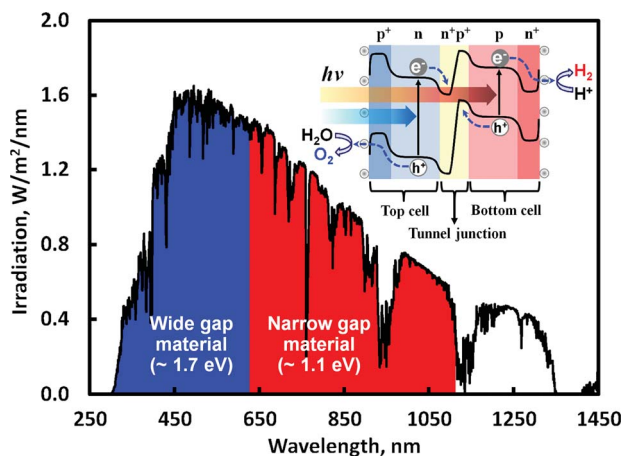 Irradiation, W/m²/nm
2.0
1.6
1.2
0.8
0.4
0.0
250
450
650
850
1050
1250
1450
Wavelength, nm
Wide gap
material
(~ 1.7 eV)
Narrow gap
material
(~ 1.1 eV)
p⁺ n n⁺ p⁺ p n⁺
hν
e⁻
e⁻
H₂
H⁺
H₂O
O₂
h⁺
h⁺
Top cell
Bottom cell
Tunnel junction